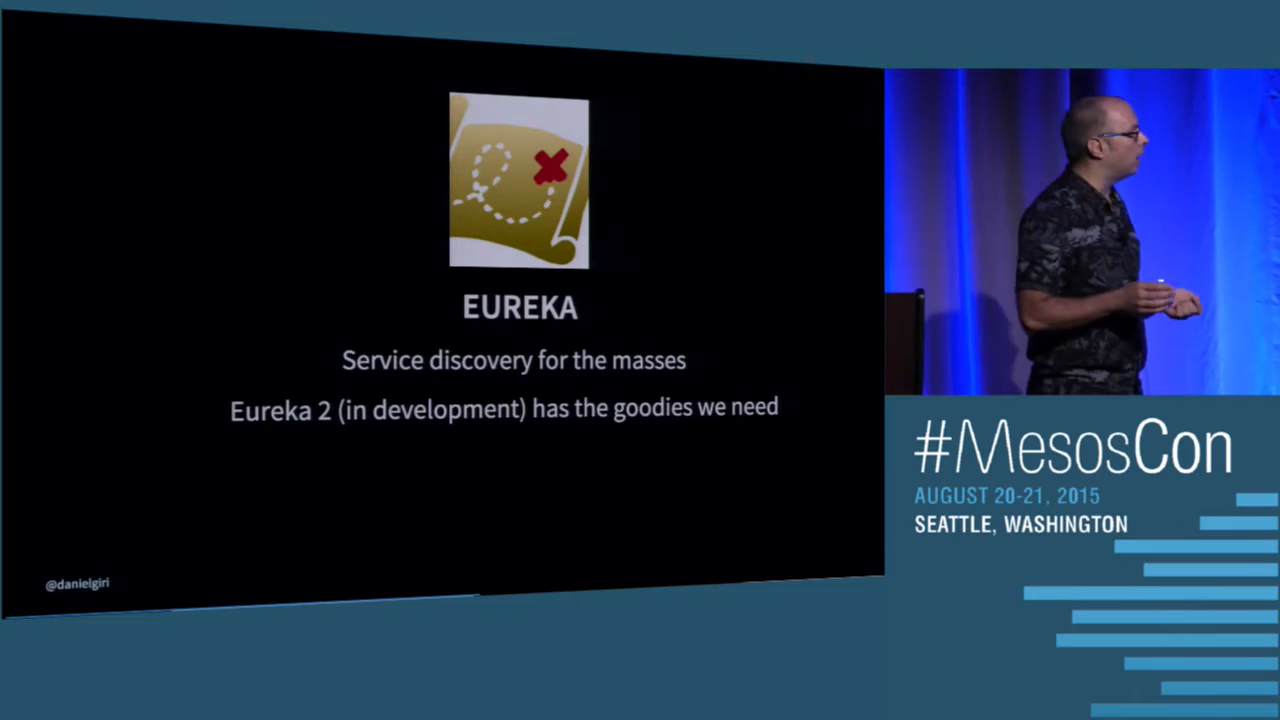 EUREKA
Service discovery for the masses
Eureka 2 (in development) has the goodies we need
@danielgiri
#MesosCon
AUGUST 20-21, 2015
SEATTLE, WASHINGTON